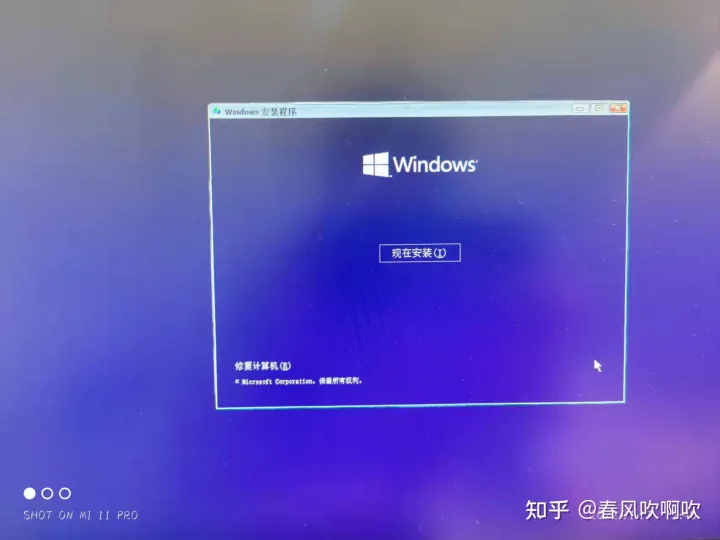 Windows 安装程序
Windows
现在安装(I)
修复计算机(R)
© Microsoft Corporation。保留所有权利。
SHOT ON MI 11 PRO
知乎 @春风吹啊吹